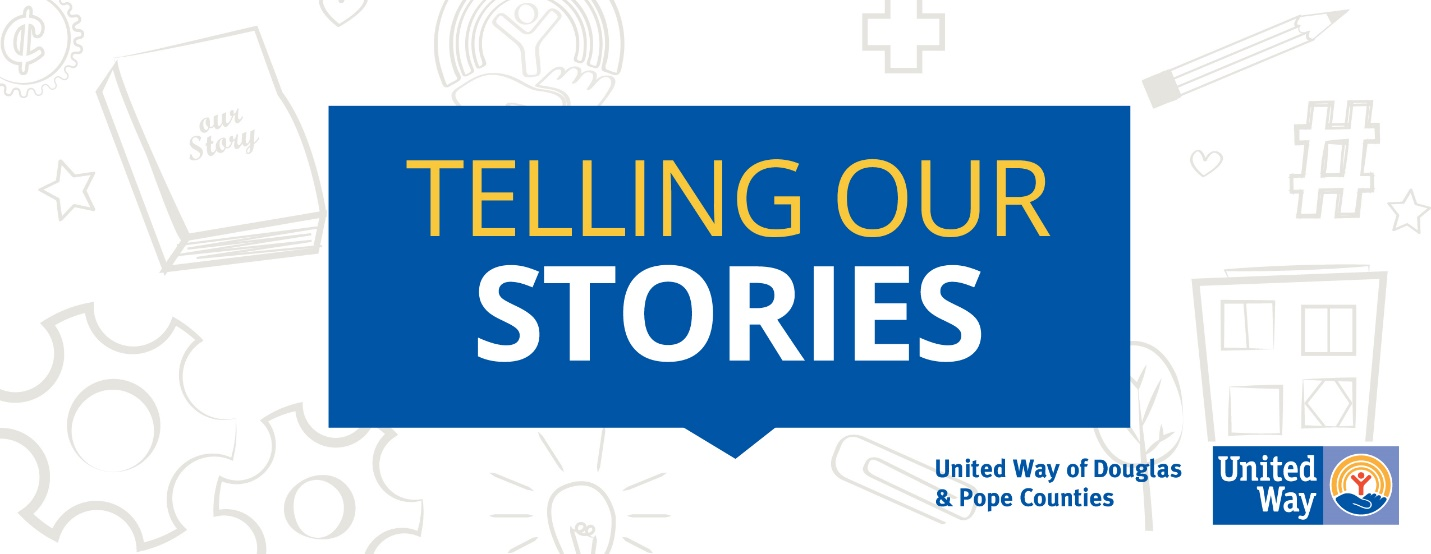 our
Story
TELLING OUR
STORIES
United Way of Douglas
& Pope Counties
United
Way
#
¢